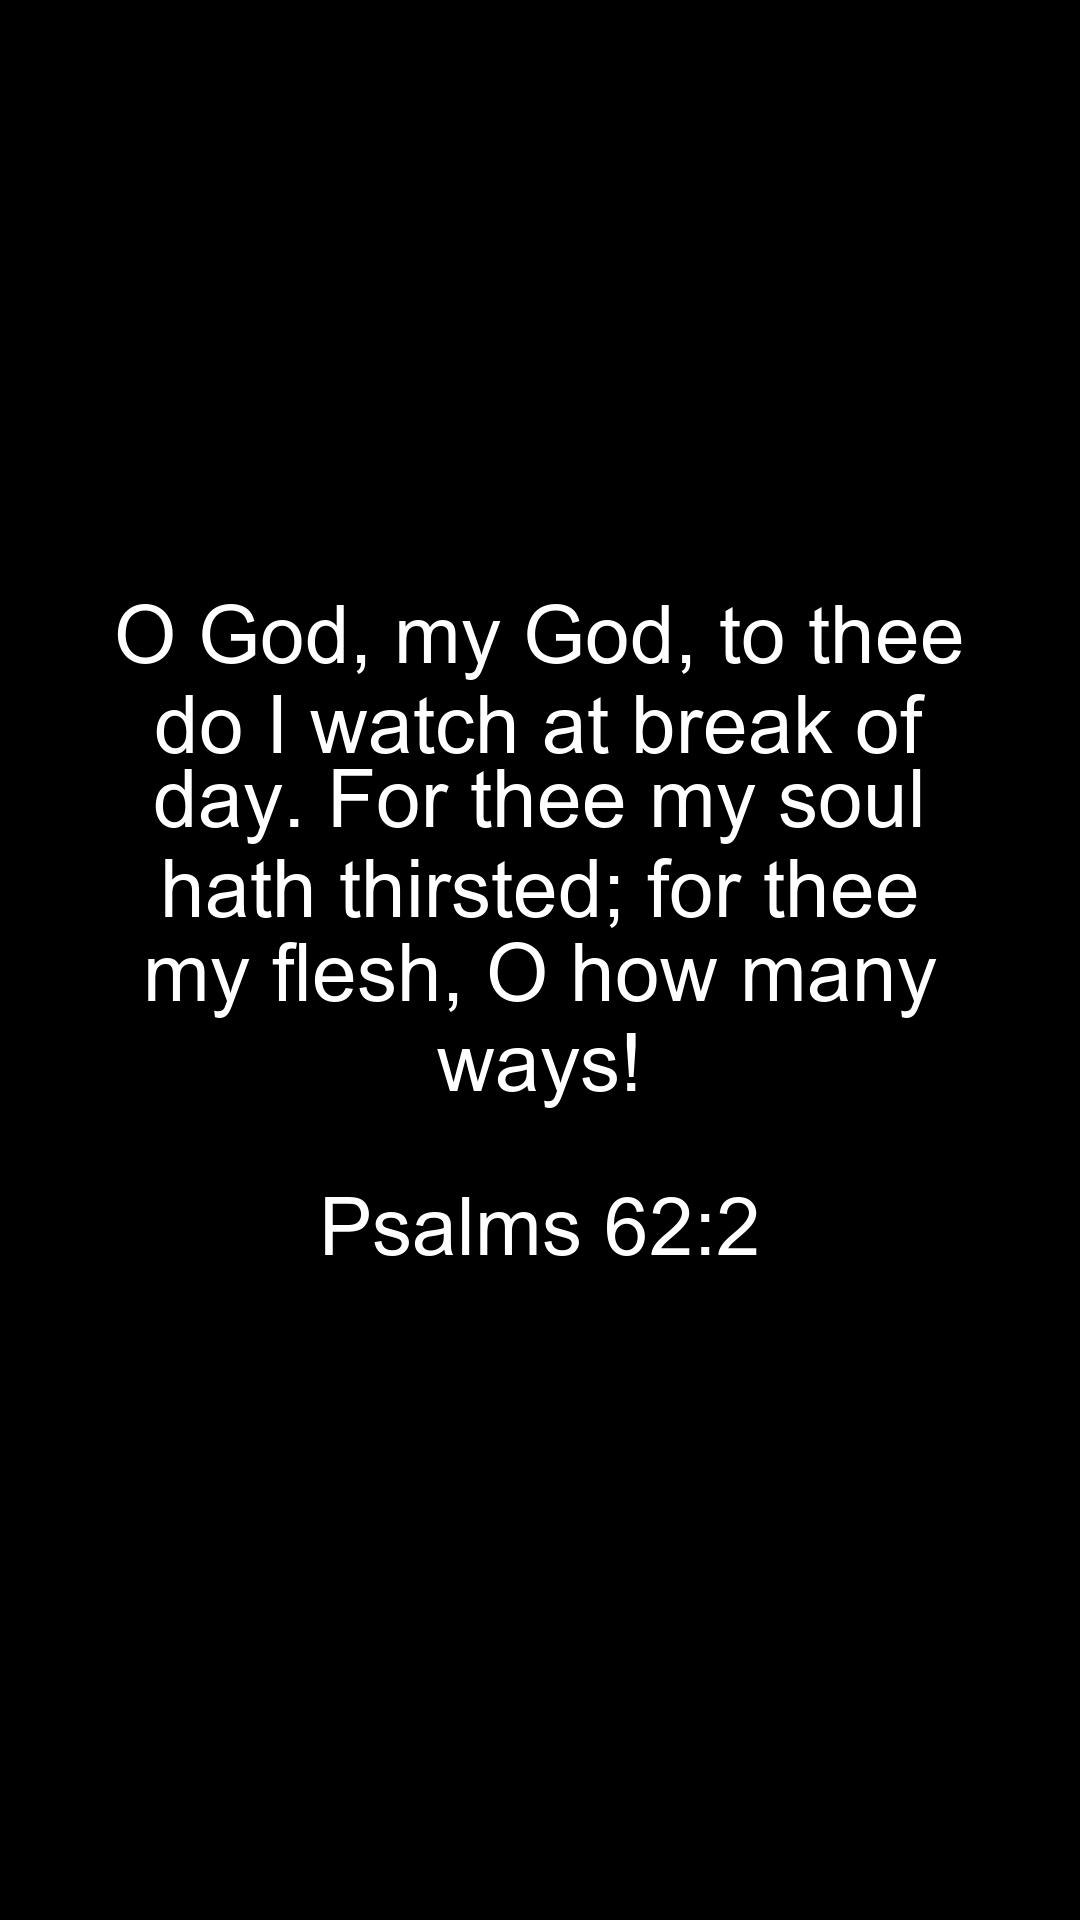 O God, my God, to thee
do I watch at break of
day. For thee my soul
hath thirsted; for thee
my flesh, O how many
ways!
Psalms 62:2